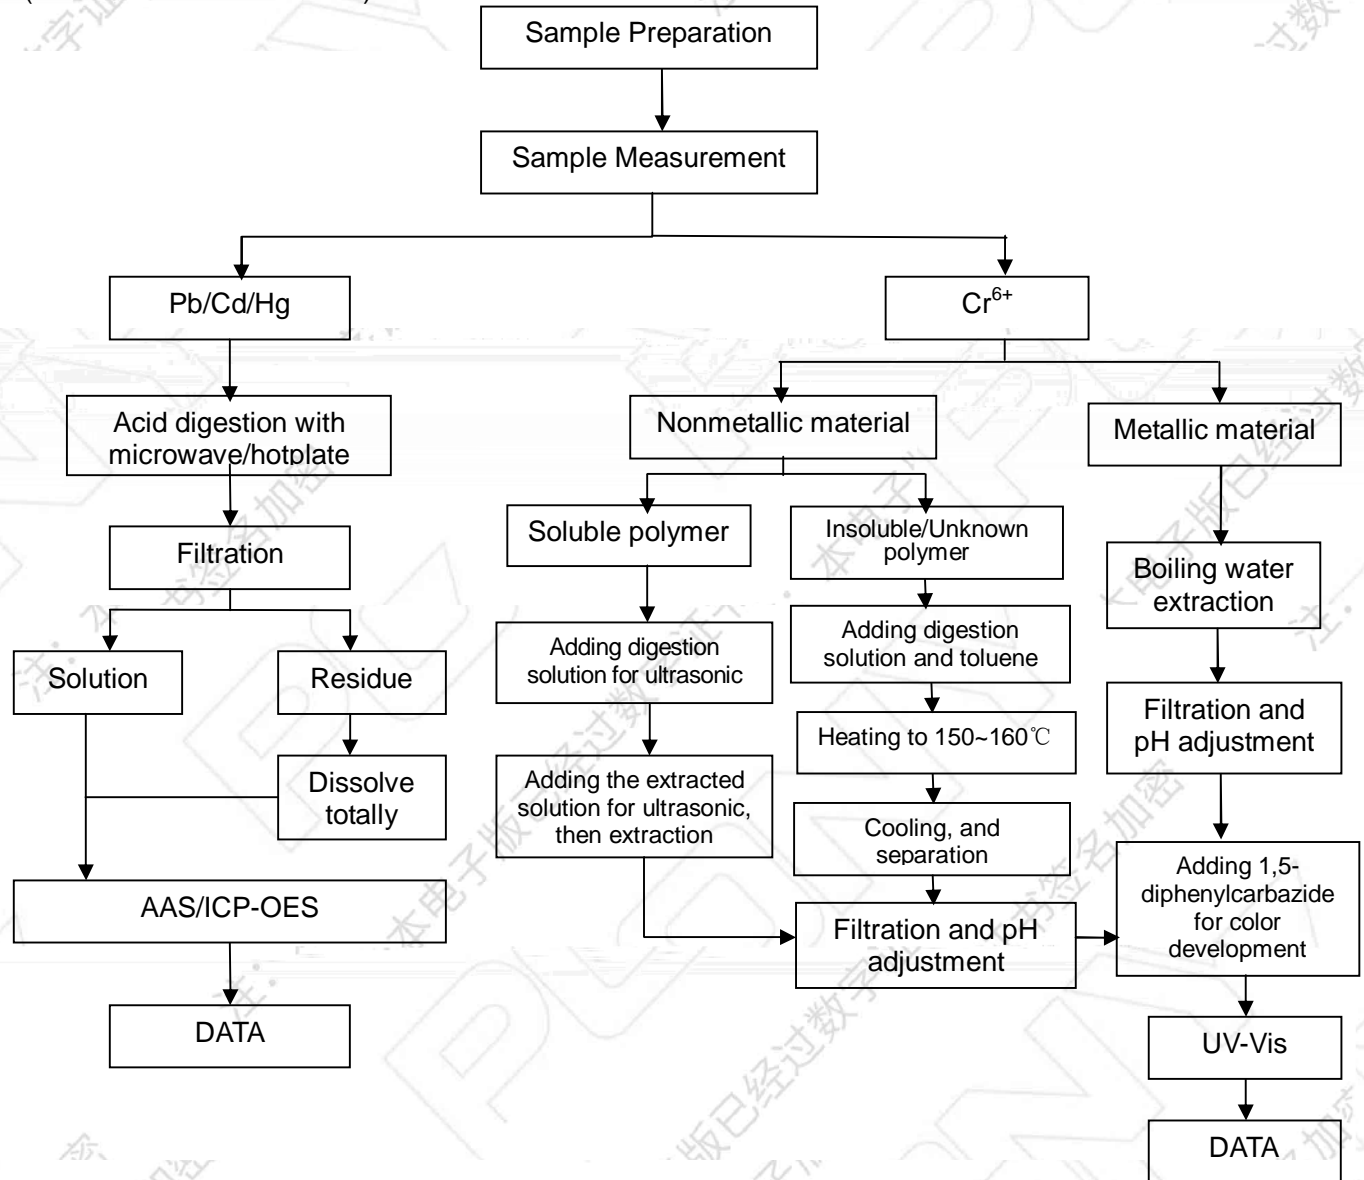 Sample Preparation
Sample Measurement
Pb/Cd/Hg
Cr6+
Acid digestion with
microwave/hotplate
Nonmetallic material
Metallic material
Filtration
Soluble polymer
Insoluble/Unknown
polymer
Boiling water
extraction
Solution
Residue
Adding digestion
solution for ultrasonic
Adding digestion
solution and toluene
Filtration and
pH adjustment
Heating to 150~160℃
Dissolve
totally
Adding the extracted
solution for ultrasonic,
then extraction
Cooling, and
separation
Adding 1,5-
diphenylcarbazide
for color
development
AAS/ICP-OES
Filtration and pH
adjustment
DATA
UV-Vis
DATA